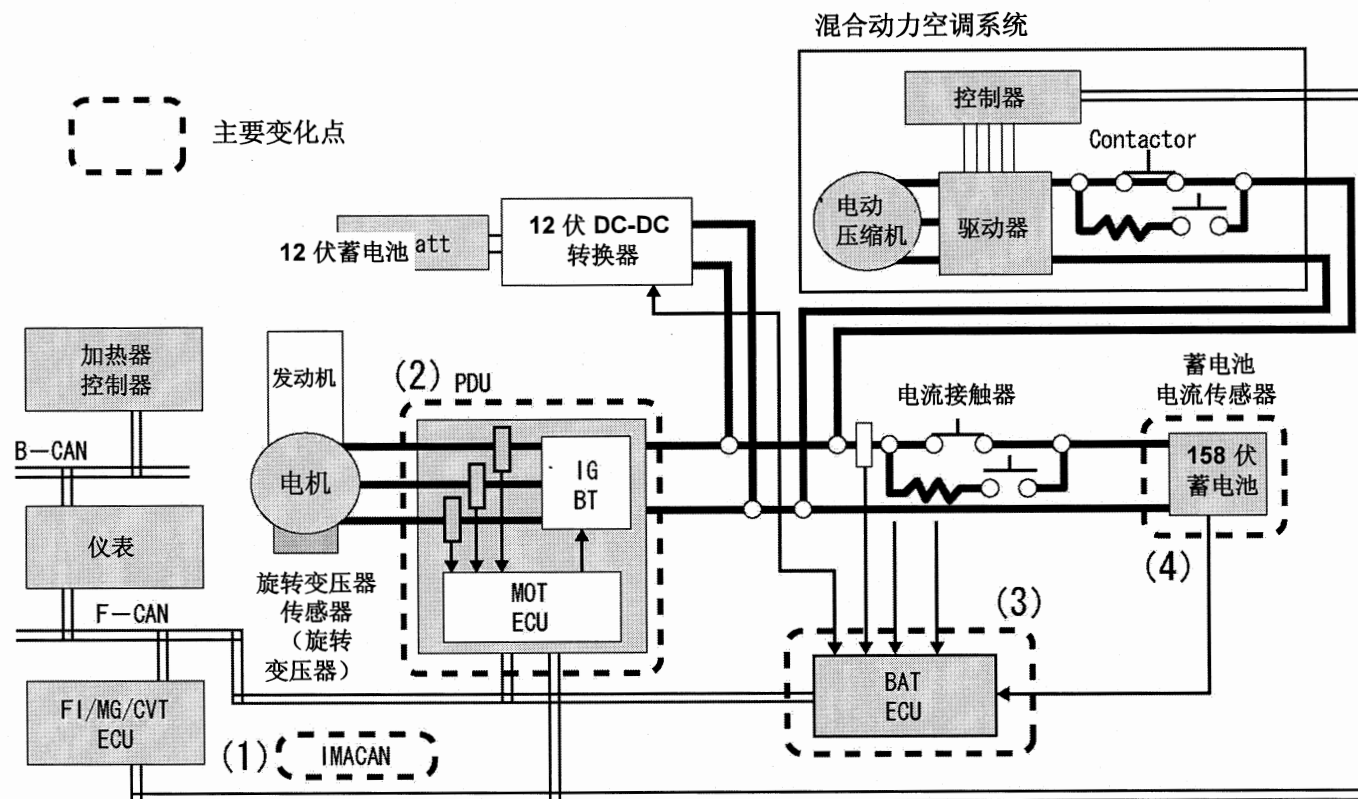 混合动力空调系统
主要变化点
控制器
Contactor
电动
压缩机
驱动器
12 伏蓄电池
att
12 伏 DC-DC
转换器
加热器
控制器
发动机
(2) PDU
电流接触器
蓄电池
电流传感器
B-CAN
电机
IG
BT
158 伏
蓄电池
仪表
(4)
旋转变压器
传感器
（旋转
变压器）
MOT
ECU
(3)
F-CAN
BAT
ECU
FI/MG/CVT
ECU
(1)
IMACAN